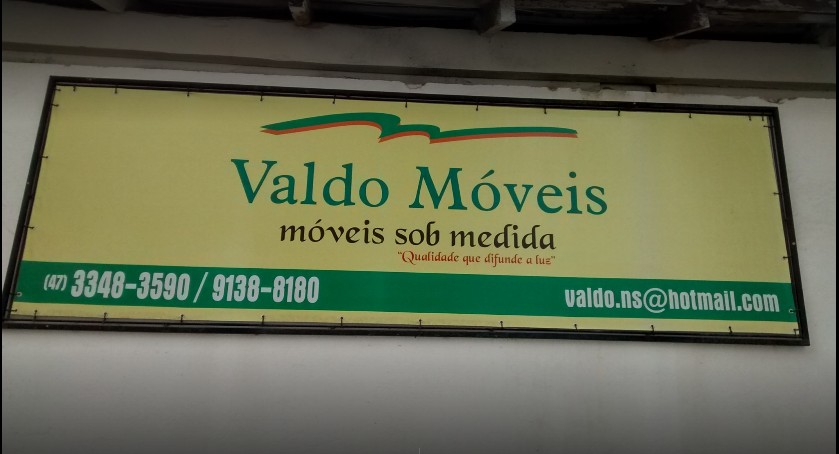 Valdo Móveis
móveis sob medida
"Qualidade que difunde a luz"
(47) 3348-3590 / 9138-8180
valdo.ns@hotmail.com